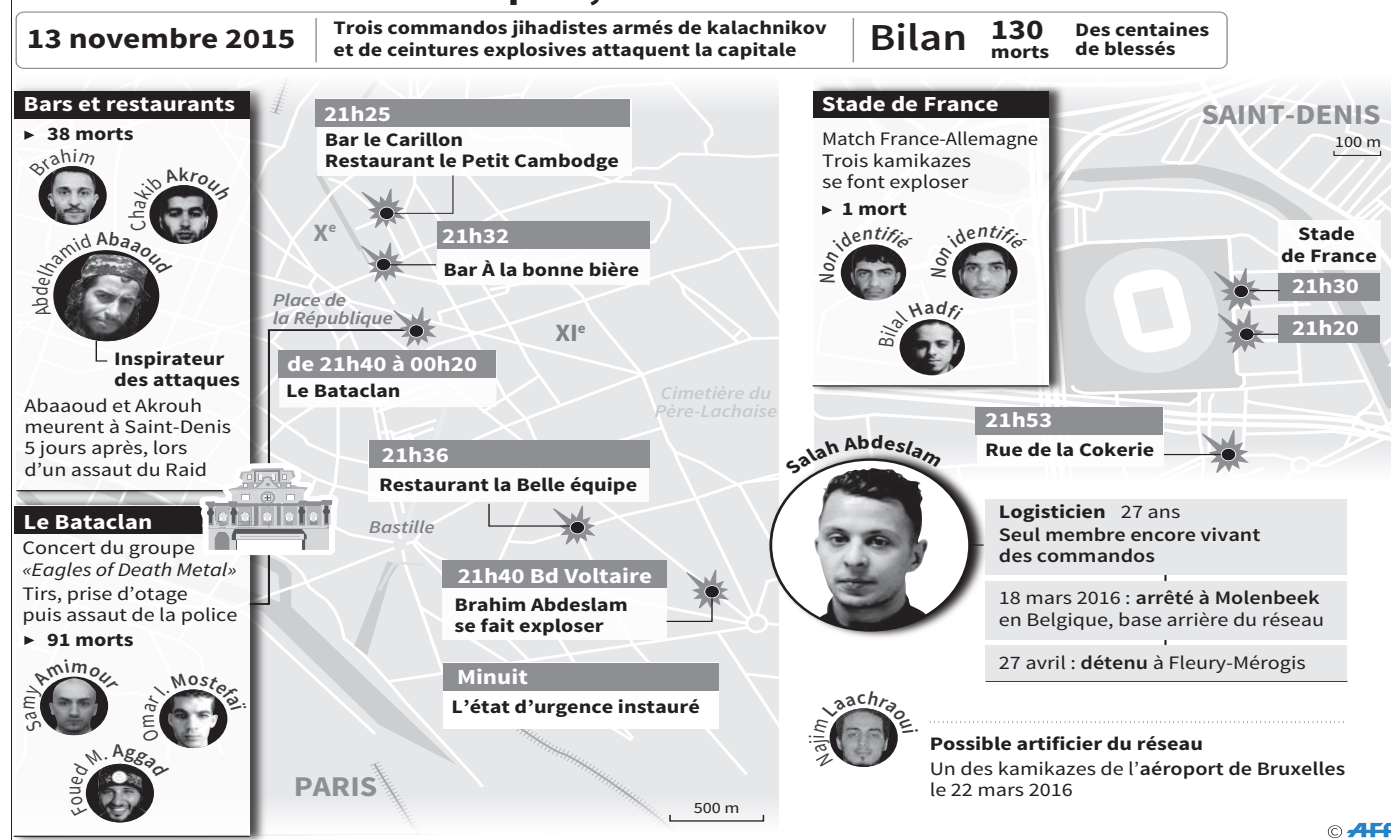 13 novembre 2015
Trois commandos jihadistes armés de kalachnikov
et de ceintures explosives attaquent la capitale
Bilan
130
morts
Des centaines
de blessés
Bars et restaurants
► 38 morts
Brahim
Chakib Akrouh
Abdelhamid Abaaoud
Inspirateur
des attaques
Abaaoud et Akrouh
meurent à Saint-Denis
5 jours après, lors
d'un assaut du Raid
Le Bataclan
Concert du groupe
«Eagles of Death Metal»
Tirs, prise d'otage
puis assaut de la police
► 91 morts
Samy Amimour
Omar I. Mostefaï
Foued M. Aggad
21h25
Bar le Carillon
Restaurant le Petit Cambodge
Xe
21h32
Bar À la bonne bière
Place de
la République
XIe
de 21h40 à 00h20
Le Bataclan
Cimetière du
Père-Lachaise
21h36
Restaurant la Belle équipe
Bastille
21h40 Bd Voltaire
Brahim Abdeslam
se fait exploser
Minuit
L'état d'urgence instauré
PARIS
500 m
Stade de France
Match France-Allemagne
Trois kamikazes
se font exploser
► 1 mort
Non identifié
Non identifié
Bilal Hadfi
SAINT-DENIS
100 m
Stade
de France
21h30
21h20
21h53
Rue de la Cokerie
Salah Abdeslam
Logisticien 27 ans
Seul membre encore vivant
des commandos
18 mars 2016 : arrêté à Molenbeek
en Belgique, base arrière du réseau
27 avril : détenu à Fleury-Mérogis
Najim Laachraoui
Possible artificier du réseau
Un des kamikazes de l'aéroport de Bruxelles
le 22 mars 2016
© AFP